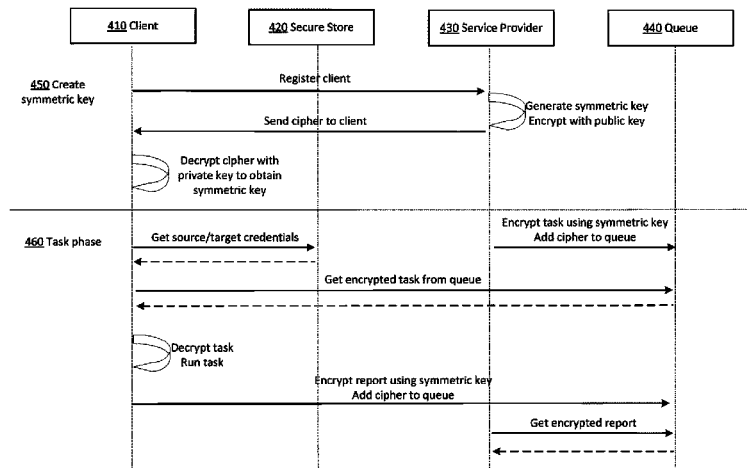 410 Client
420 Secure Store
430 Service Provider
440 Queue
450 Create
symmetric key
Register client
Generate symmetric key
Encrypt with public key
Send cipher to client
Decrypt cipher with
private key to obtain
symmetric key
460 Task phase
Get source/target credentials
Encrypt task using symmetric key
Add cipher to queue
Get encrypted task from queue
Decrypt task
Run task
Encrypt report using symmetric key
Add cipher to queue
Get encrypted report